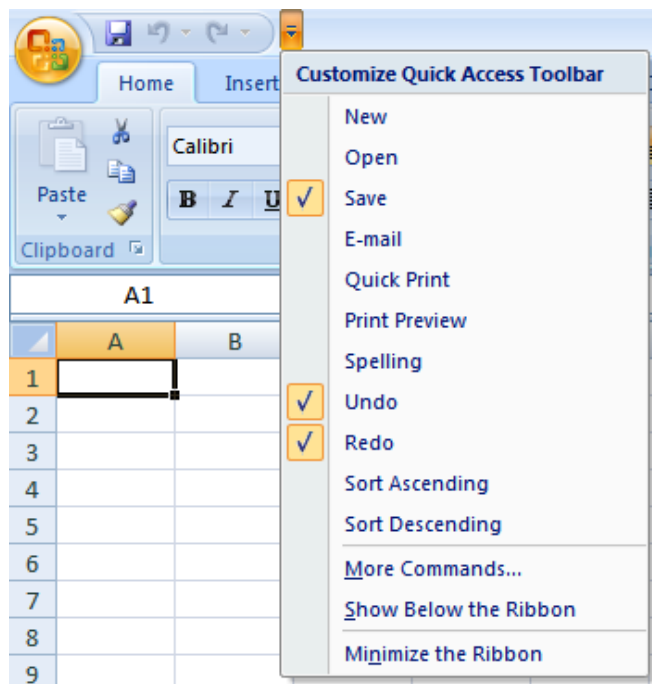 Home Insert
Customize Quick Access Toolbar
New
Open
Save
E-mail
Quick Print
Print Preview
Spelling
Undo
Redo
Sort Ascending
Sort Descending
More Commands...
Show Below the Ribbon
Minimize the Ribbon
Paste
Calibri
B I U
Clipboard
A1
A B
1
2
3
4
5
6
7
8
9